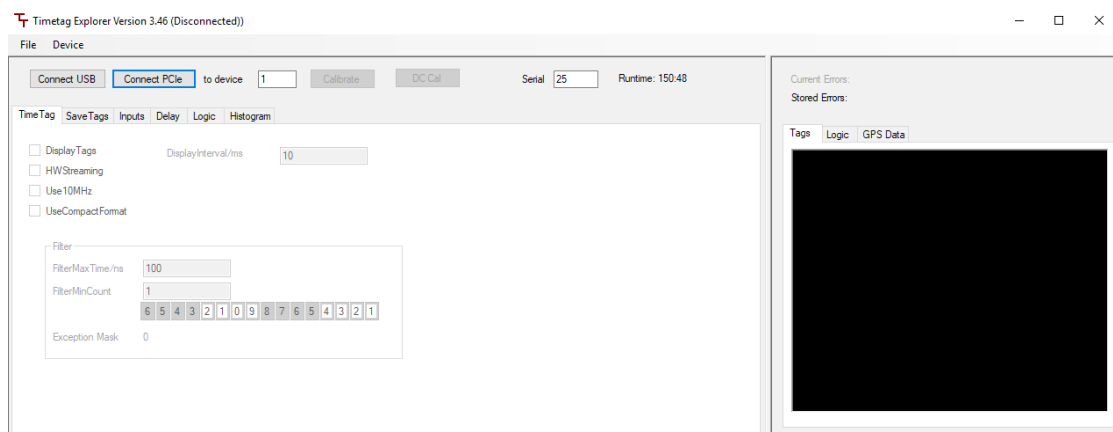 Timetag Explorer Version 3.46 (Disconnected))
File Device
Connect USB Connect PCIe to device 1 Calibrate DC Cal Serial 25 Runtime: 150:48
TimeTag SaveTags Inputs Delay Logic Histogram
DisplayTags DisplayInterval/ms 10
HWStreaming
Use10MHz
UseCompactFormat
Filter
FilterMaxTime/ns 100
FilterMinCount 1
6 5 4 3 2 1 0 9 8 7 6 5 4 3 2 1
Exception Mask 0
Current Errors:
Stored Errors:
Tags Logic GPS Data